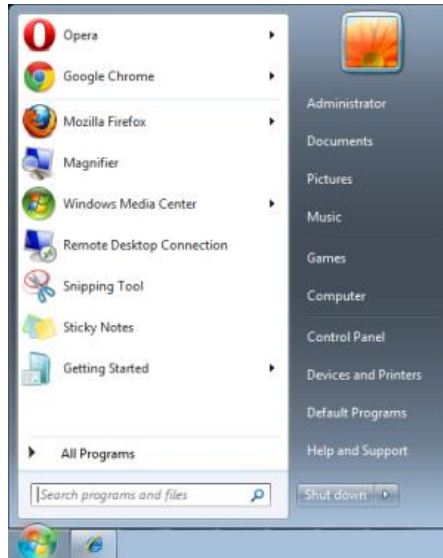 Opera
Google Chrome
Mozilla Firefox
Magnifier
Windows Media Center
Remote Desktop Connection
Snipping Tool
Sticky Notes
Getting Started
All Programs
Search programs and files
Administrator
Documents
Pictures
Music
Games
Computer
Control Panel
Devices and Printers
Default Programs
Help and Support
Shut down